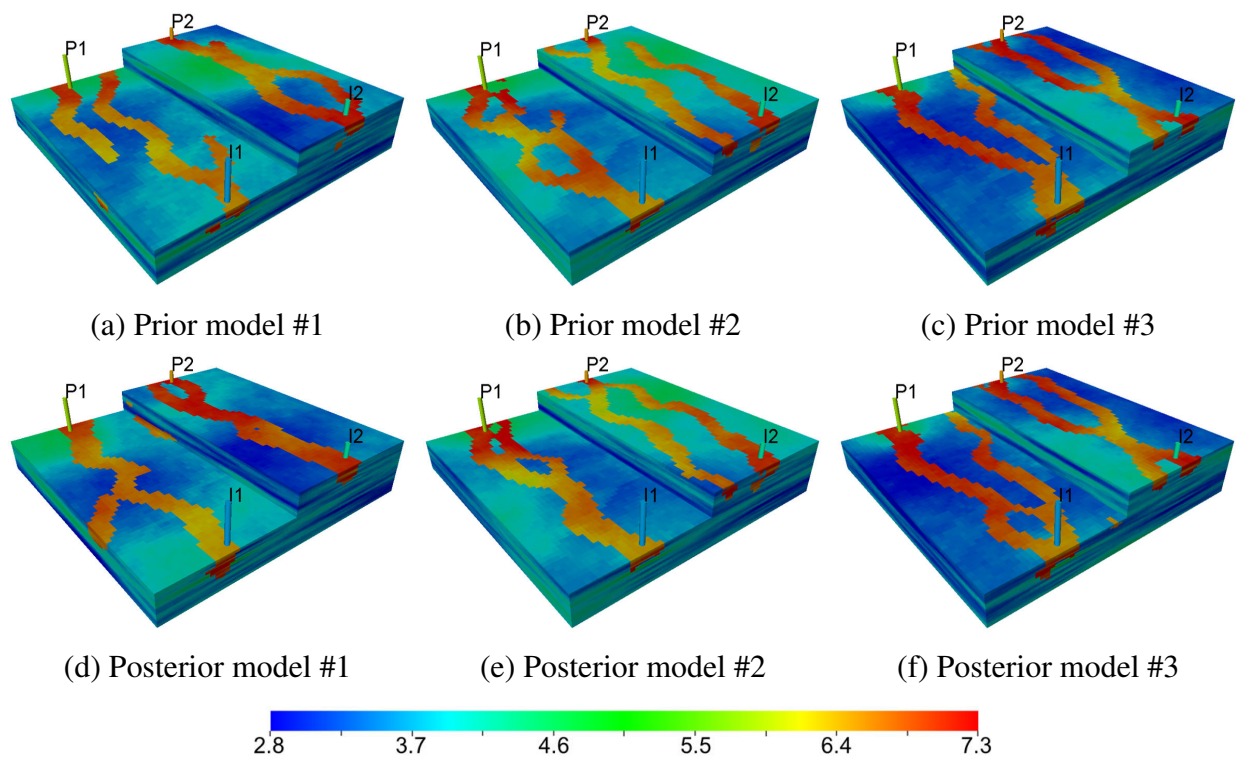 P1 P2 I2 I1
P1 P2 I2 I1
P1 P2 I2 I1
(a) Prior model #1 (b) Prior model #2 (c) Prior model #3
P1 P2 I2 I1
P1 P2 I2 I1
P1 P2 I2 I1
(d) Posterior model #1 (e) Posterior model #2 (f) Posterior model #3
2.8 3.7 4.6 5.5 6.4 7.3